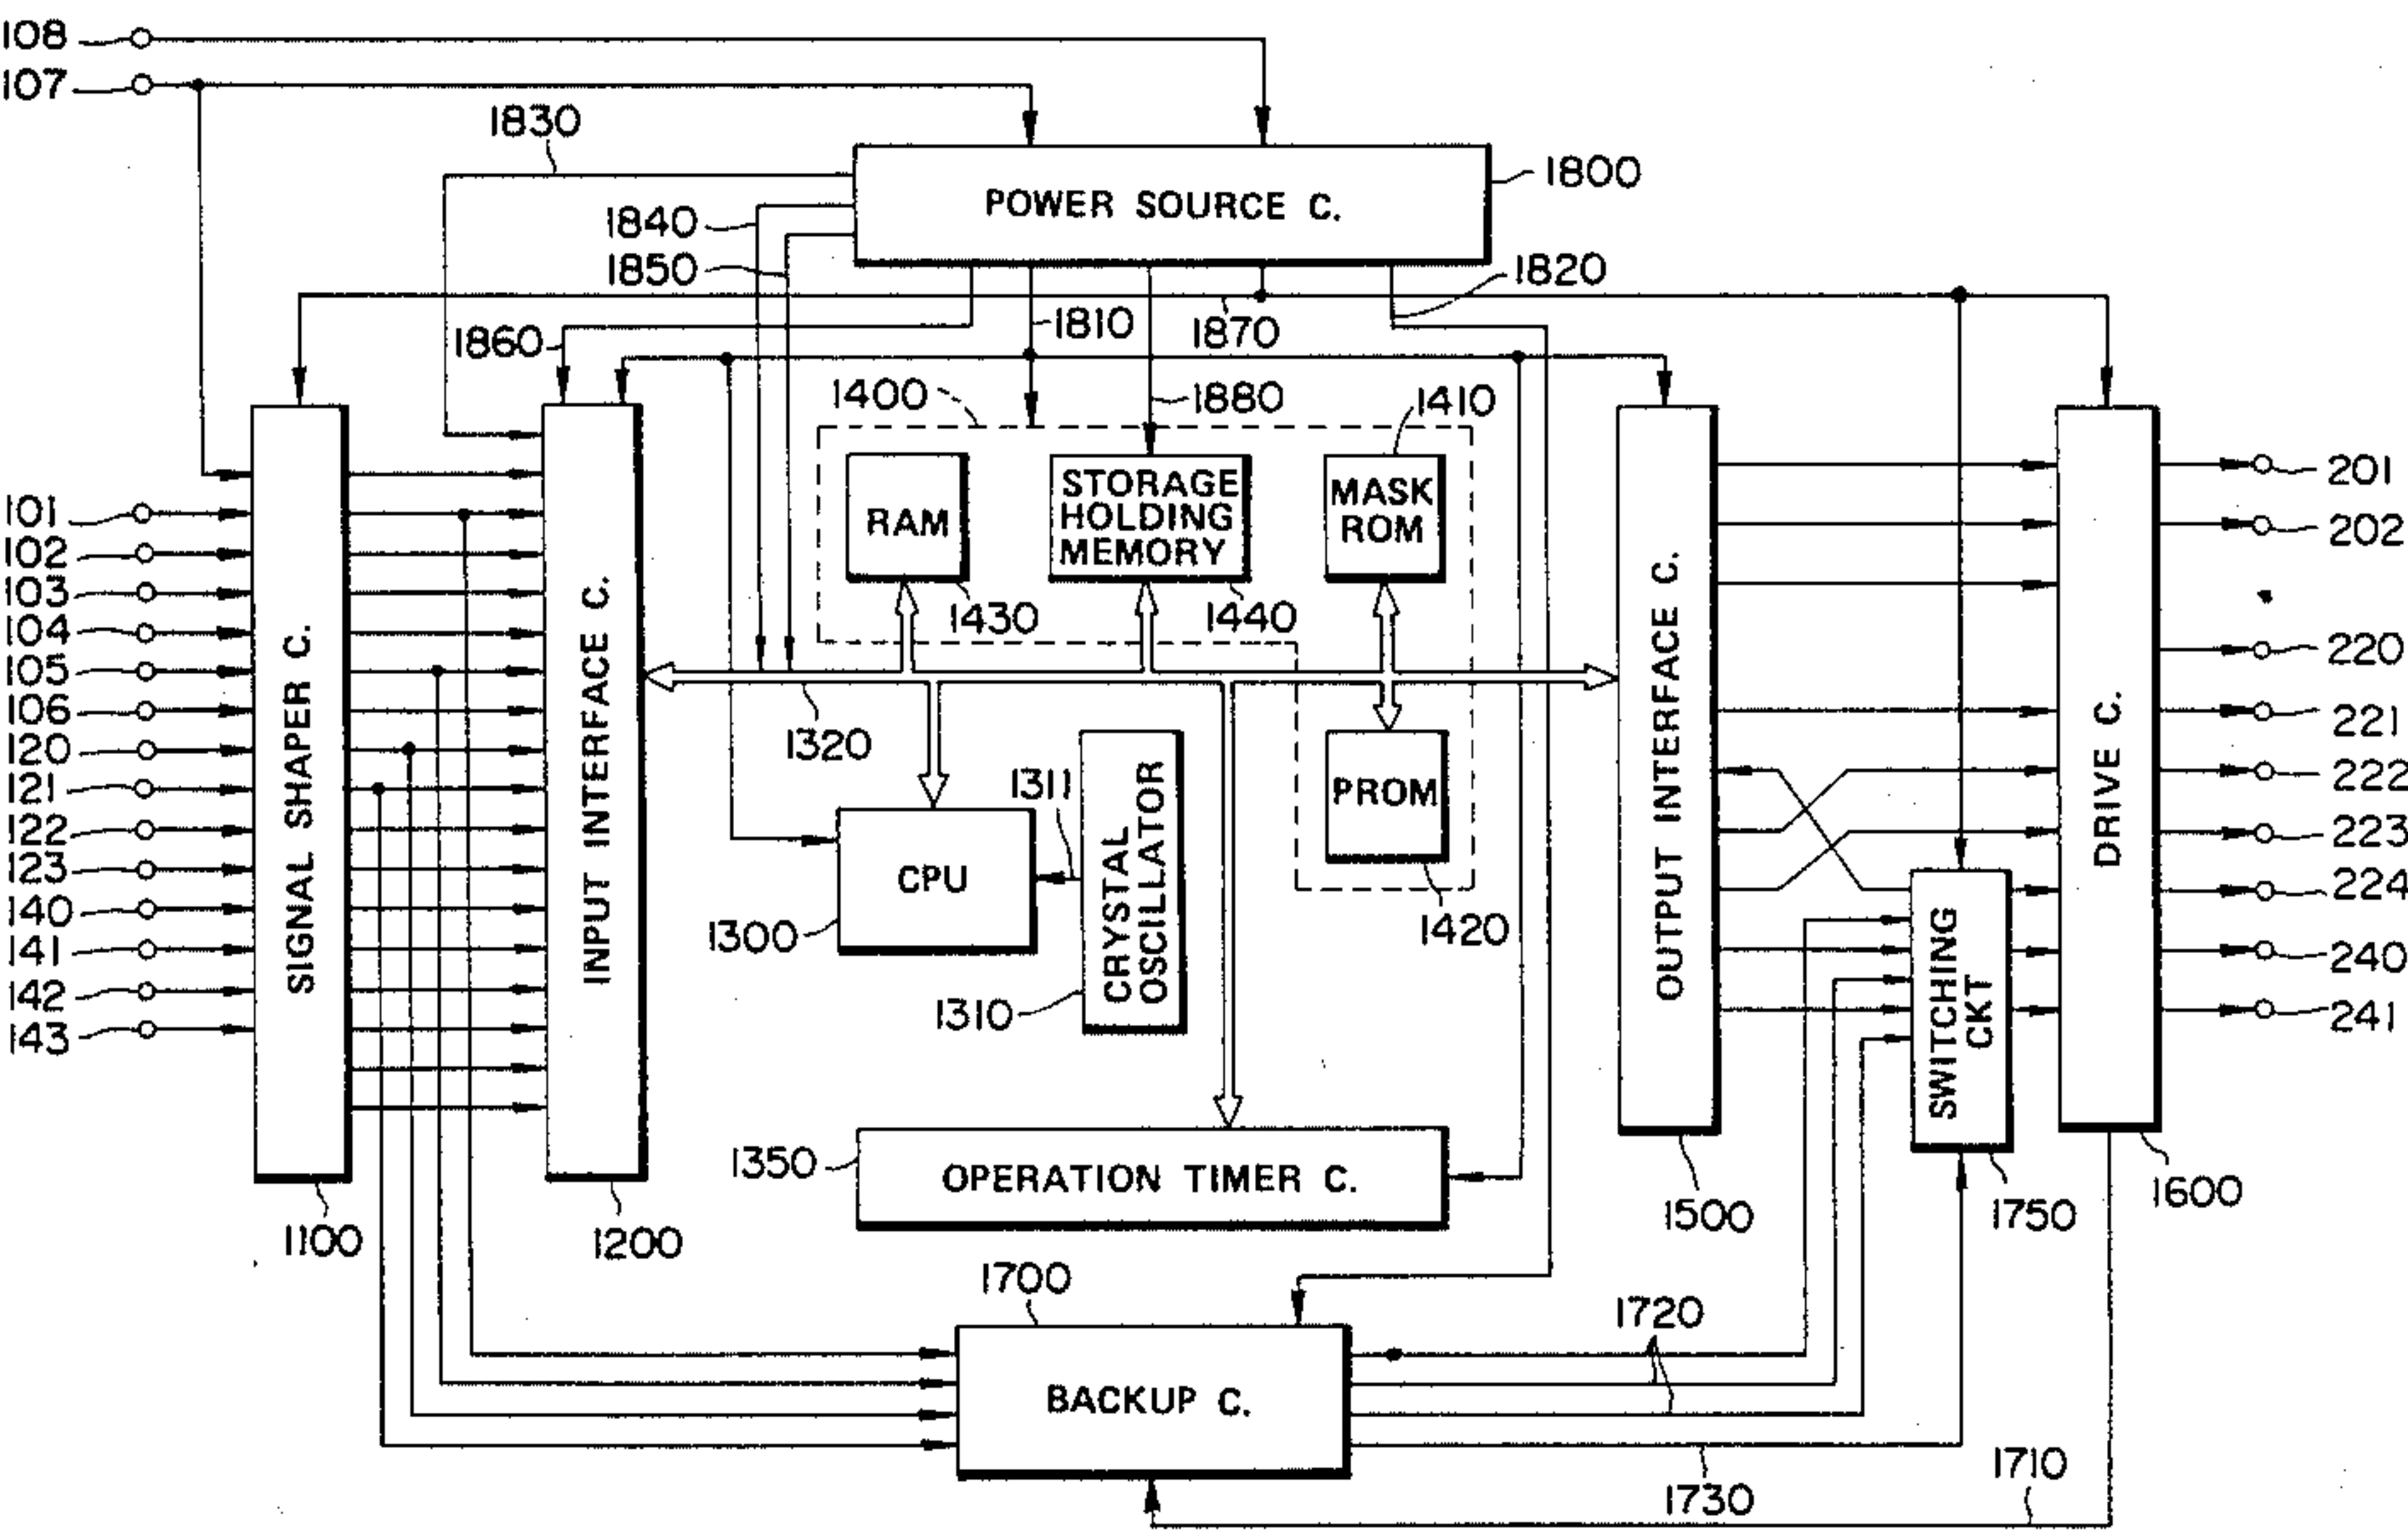 108
107
1830
1800
POWER SOURCE C.
1840
1850
1820
1860
1810
1870
1400
1880
1410
101
102
103
104
105
106
120
121
122
123
140
141
142
143
SIGNAL SHAPER C.
1100
INPUT INTERFACE C.
1200
RAM
1430
STORAGE
HOLDING
MEMORY
1440
MASK
ROM
PROM
1420
1320
CPU
1300
1311
CRYSTAL
OSCILLATOR
1310
1350
OPERATION TIMER C.
OUTPUT INTERFACE C.
1500
SWITCHING
CKT
1750
DRIVE C.
1600
201
202
220
221
222
223
224
240
241
1700
BACKUP C.
1720
1730
1710